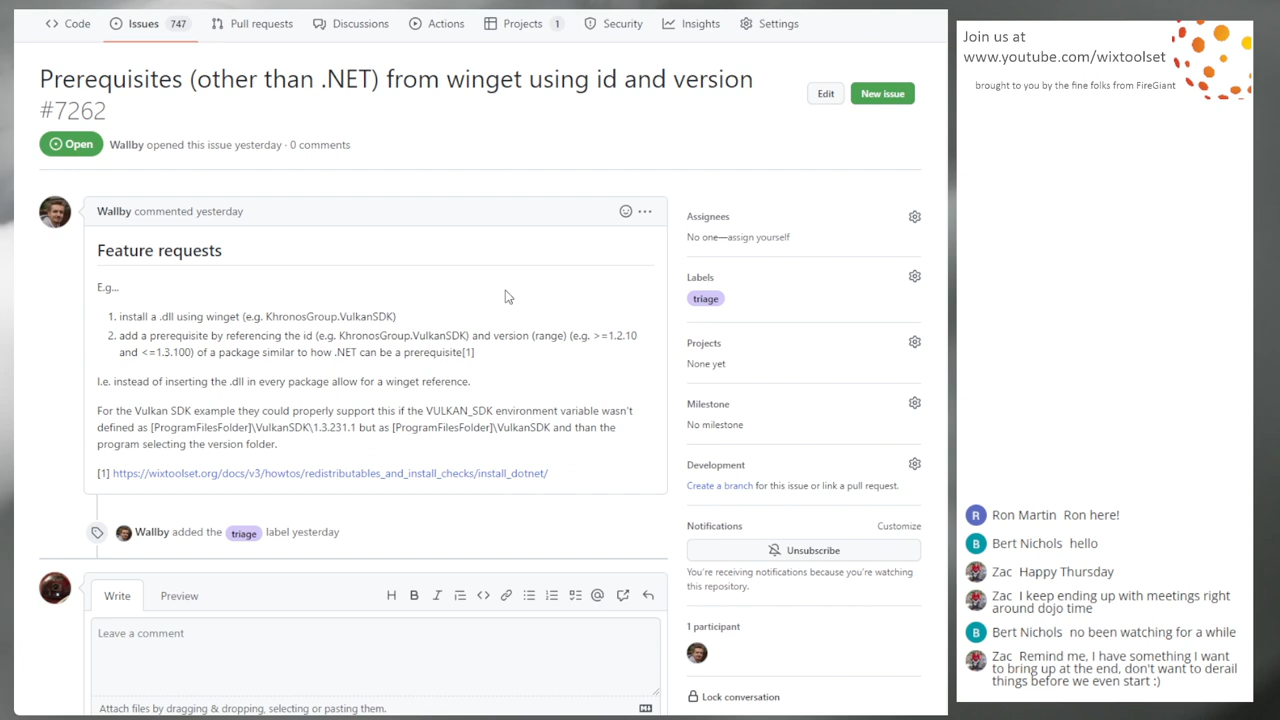 Code
Issues 747
Pull requests
Discussions
Actions
Projects 1
Security
Insights
Settings
Prerequisites (other than .NET) from winget using id and version
#7262
Edit
New issue
Open
Wallby opened this issue yesterday · 0 comments
Wallby commented yesterday
Feature requests
E.g...
1. install a .dll using winget (e.g. KhronosGroup.VulkanSDK)
2. add a prerequisite by referencing the id (e.g. KhronosGroup.VulkanSDK) and version (range) (e.g. >=1.2.10
and <=1.3.100) of a package similar to how .NET can be a prerequisite[1]
I.e. instead of inserting the .dll in every package allow for a winget reference.
For the Vulkan SDK example they could properly support this if the VULKAN_SDK environment variable wasn't
defined as [ProgramFilesFolder]\VulkanSDK\1.3.231.1 but as [ProgramFilesFolder]\VulkanSDK and than the
program selecting the version folder.
[1] https://wixtoolset.org/docs/v3/howtos/redistributables_and_install_checks/install_dotnet/
Wallby added the triage label yesterday
Write
Preview
H B
Leave a comment
Attach files by dragging & dropping, selecting or pasting them.
Assignees
No one—assign yourself
Labels
triage
Projects
None yet
Milestone
No milestone
Development
Create a branch for this issue or link a pull request.
Notifications
Customize
Unsubscribe
You're receiving notifications because you're watching
this repository.
1 participant
Lock conversation
Join us at
www.youtube.com/wixtoolset
brought to you by the fine folks from FireGiant
R Ron Martin Ron here!
B Bert Nichols hello
Zac Happy Thursday
Zac I keep ending up with meetings right
around dojo time
B Bert Nichols no been watching for a while
Zac Remind me, I have something I want
to bring up at the end, don't want to derail
things before we even start :)